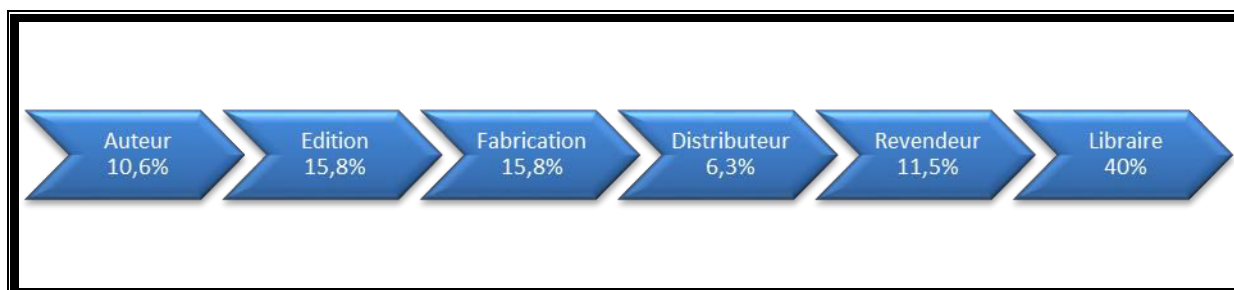 Auteur
10,6%
Edition
15,8%
Fabrication
15,8%
Distributeur
6,3%
Revendeur
11,5%
Libraire
40%